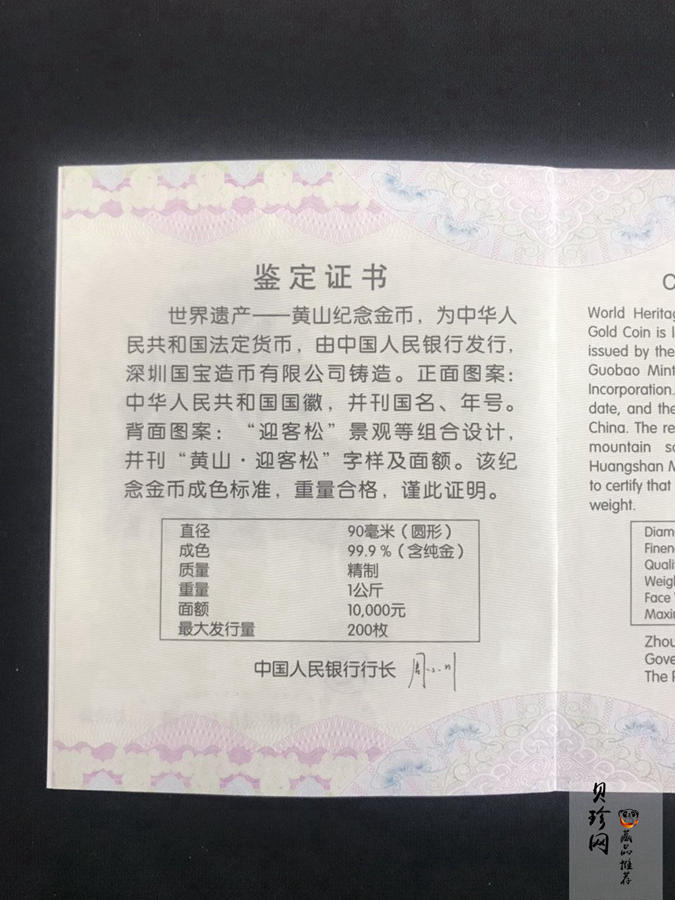 鉴定证书
世界遗产——黄山纪念金币，为中华人
民共和国法定货币，由中国人民银行发行，
深圳国宝造币有限公司铸造。正面图案：
中华人民共和国国徽，并刊国名、年号。
背面图案：“迎客松”景观等组合设计，
并刊“黄山·迎客松”字样及面额。该纪
念金币成色标准，重量合格，谨此证明。
直径 90毫米（圆形）
成色 99.9％（含纯金）
质量 精制
重量 1公斤
面额 10,000元
最大发行量 200枚
中国人民银行行长
World Heritag
Gold Coin is l
issued by the
Guobao Mint
Incorporation.
date, and the
China. The re
mountain sc
Huangshan M
to certify that
weight.
Diam
Finen
Quali
Weigh
Face
Maxi
Zhou
Gove
The P
贝珍网
藏品推荐